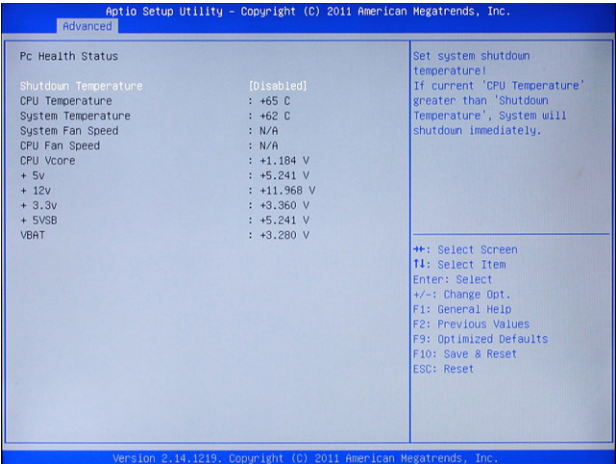 Aptio Setup Utility - Copyright (C) 2011 American Megatrends, Inc.
Advanced
Pc Health Status
Shutdown Temperature [Disabled]
CPU Temperature : +65 C
System Temperature : +62 C
System Fan Speed : N/A
CPU Fan Speed : N/A
CPU Vcore : +1.184 V
+ 5v : +5.241 V
+ 12v : +11.968 V
+ 3.3v : +3.360 V
+ 5VSB : +5.241 V
VBAT : +3.280 V
Set system shutdown
temperature!
If current 'CPU Temperature'
greater than 'Shutdown
Temperature', System will
shutdown immediately.
→←: Select Screen
↑↓: Select Item
Enter: Select
+/-: Change Opt.
F1: General Help
F2: Previous Values
F9: Optimized Defaults
F10: Save & Reset
ESC: Reset
Version 2.14.1219. Copyright (C) 2011 American Megatrends, Inc.